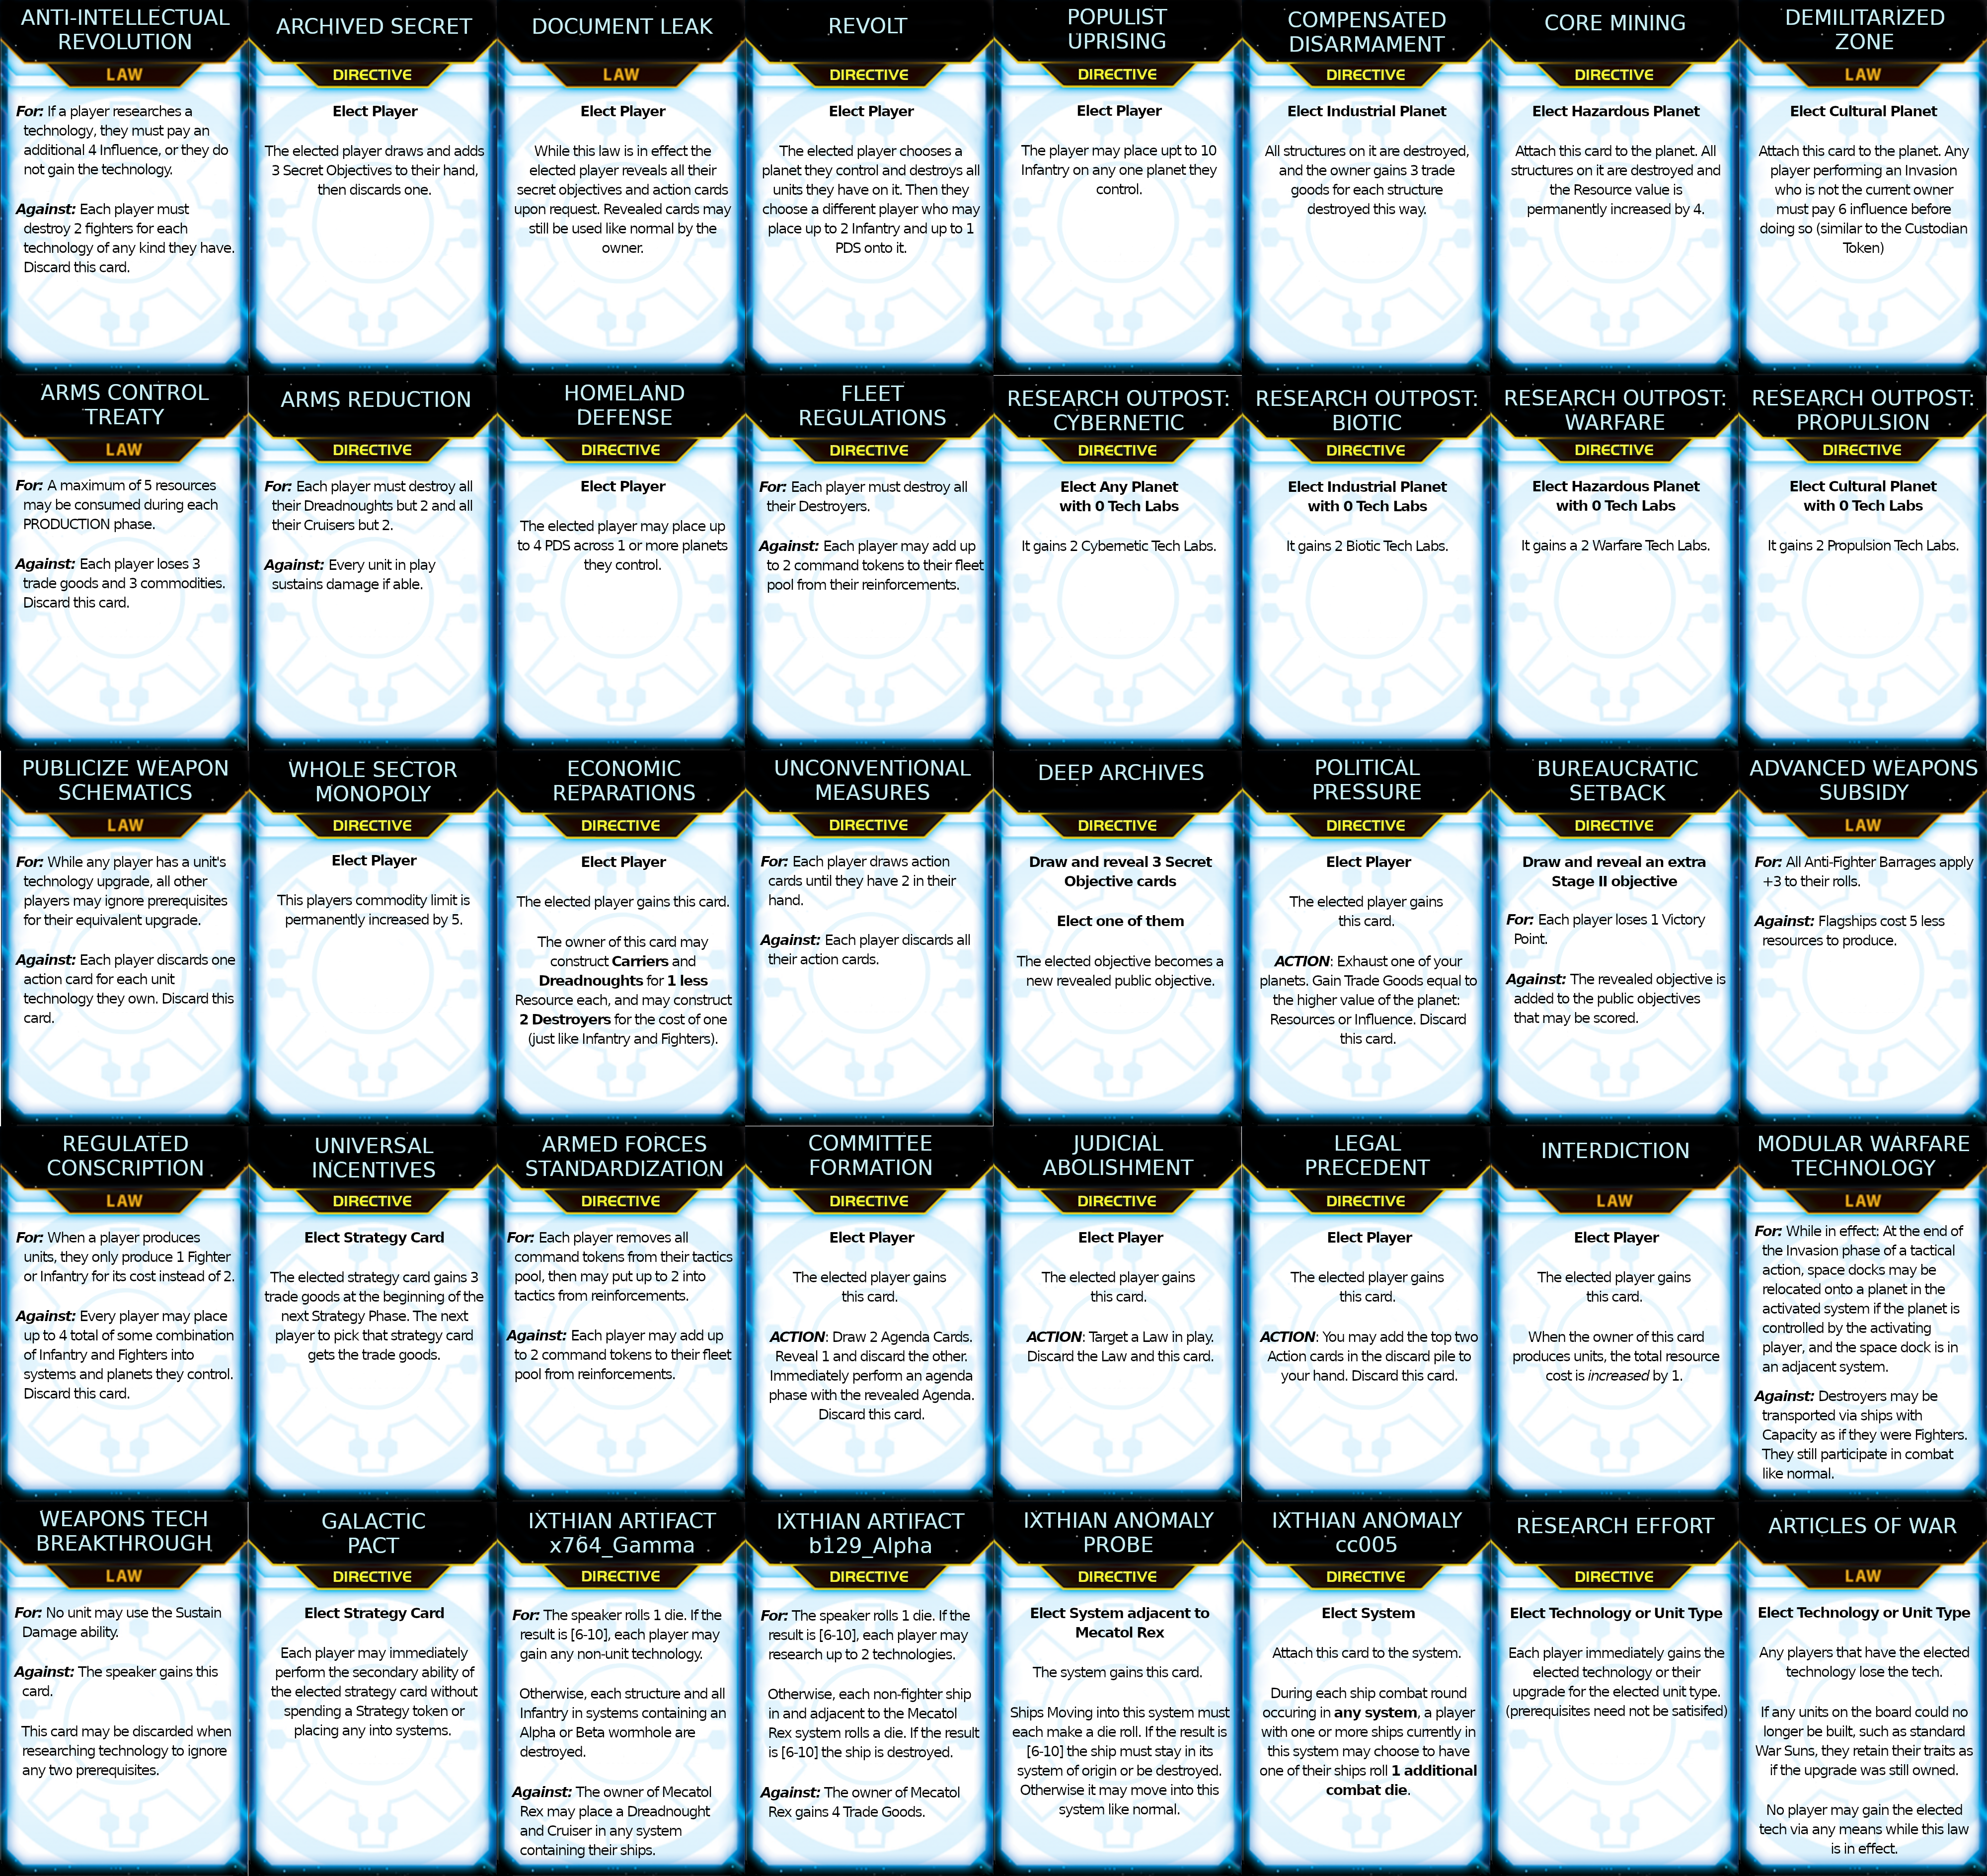 ANTI-INTELLECTUAL
REVOLUTION
LAW
For: If a player researches a
technology, they must pay an
additional 4 Influence, or they do
not gain the technology.
Against: Each player must
destroy 2 fighters for each
technology of any kind they have.
Discard this card.
ARCHIVED SECRET
DIRECTIVE
Elect Player
The elected player draws and adds
3 Secret Objectives to their hand,
then discards one.
DOCUMENT LEAK
LAW
Elect Player
While this law is in effect the
elected player reveals all their
secret objectives and action cards
upon request. Revealed cards may
still be used like normal by the
owner.
REVOLT
DIRECTIVE
Elect Player
The elected player chooses a
planet they control and destroys all
units they have on it. Then they
choose a different player who may
place up to 2 Infantry and up to 1
PDS onto it.
POPULIST
UPRISING
DIRECTIVE
Elect Player
The player may place upt to 10
Infantry on any one planet they
control.
COMPENSATED
DISARMAMENT
DIRECTIVE
Elect Industrial Planet
All structures on it are destroyed,
and the owner gains 3 trade
goods for each structure
destroyed this way.
CORE MINING
DIRECTIVE
Elect Hazardous Planet
Attach this card to the planet. All
structures on it are destroyed and
the Resource value is
permanently increased by 4.
DEMILITARIZED
ZONE
LAW
Elect Cultural Planet
Attach this card to the planet. Any
player performing an Invasion
who is not the current owner
must pay 6 influence before
doing so (similar to the Custodian
Token)
ARMS CONTROL
TREATY
LAW
For: A maximum of 5 resources
may be consumed during each
PRODUCTION phase.
Against: Each player loses 3
trade goods and 3 commodities.
Discard this card.
ARMS REDUCTION
DIRECTIVE
For: Each player must destroy all
their Dreadnoughts but 2 and all
their Cruisers but 2.
Against: Every unit in play
sustains damage if able.
HOMELAND
DEFENSE
DIRECTIVE
Elect Player
The elected player may place up
to 4 PDS across 1 or more planets
they control.
FLEET
REGULATIONS
DIRECTIVE
For: Each player must destroy all
their Destroyers.
Against: Each player may add up
to 2 command tokens to their fleet
pool from their reinforcements.
RESEARCH OUTPOST:
CYBERNETIC
DIRECTIVE
Elect Any Planet
with 0 Tech Labs
It gains 2 Cybernetic Tech Labs.
RESEARCH OUTPOST:
BIOTIC
DIRECTIVE
Elect Industrial Planet
with 0 Tech Labs
It gains 2 Biotic Tech Labs.
RESEARCH OUTPOST:
WARFARE
DIRECTIVE
Elect Hazardous Planet
with 0 Tech Labs
It gains a 2 Warfare Tech Labs.
RESEARCH OUTPOST:
PROPULSION
DIRECTIVE
Elect Cultural Planet
with 0 Tech Labs
It gains 2 Propulsion Tech Labs.
PUBLICIZE WEAPON
SCHEMATICS
LAW
For: While any player has a unit's
technology upgrade, all other
players may ignore prerequisites
for their equivalent upgrade.
Against: Each player discards one
action card for each unit
technology they own. Discard this
card.
WHOLE SECTOR
MONOPOLY
DIRECTIVE
Elect Player
This players commodity limit is
permanently increased by 5.
ECONOMIC
REPARATIONS
DIRECTIVE
Elect Player
The elected player gains this card.
The owner of this card may
construct Carriers and
Dreadnoughts for 1 less
Resource each, and may construct
2 Destroyers for the cost of one
(just like Infantry and Fighters).
UNCONVENTIONAL
MEASURES
DIRECTIVE
For: Each player draws action
cards until they have 2 in their
hand.
Against: Each player discards all
their action cards.
DEEP ARCHIVES
DIRECTIVE
Draw and reveal 3 Secret
Objective cards
Elect one of them
The elected objective becomes a
new revealed public objective.
POLITICAL
PRESSURE
DIRECTIVE
Elect Player
The elected player gains
this card.
ACTION: Exhaust one of your
planets. Gain Trade Goods equal to
the higher value of the planet:
Resources or Influence. Discard
this card.
BUREAUCRATIC
SETBACK
DIRECTIVE
Draw and reveal an extra
Stage II objective
For: Each player loses 1 Victory
Point.
Against: The revealed objective is
added to the public objectives
that may be scored.
ADVANCED WEAPONS
SUBSIDY
LAW
For: All Anti-Fighter Barrages apply
+3 to their rolls.
Against: Flagships cost 5 less
resources to produce.
REGULATED
CONSCRIPTION
LAW
For: When a player produces
units, they only produce 1 Fighter
or Infantry for its cost instead of 2.
Against: Every player may place
up to 4 total of some combination
of Infantry and Fighters into
systems and planets they control.
Discard this card.
UNIVERSAL
INCENTIVES
DIRECTIVE
Elect Strategy Card
The elected strategy card gains 3
trade goods at the beginning of the
next Strategy Phase. The next
player to pick that strategy card
gets the trade goods.
ARMED FORCES
STANDARDIZATION
DIRECTIVE
For: Each player removes all
command tokens from their tactics
pool, then may put up to 2 into
tactics from reinforcements.
Against: Each player may add up
to 2 command tokens to their fleet
pool from reinforcements.
COMMITTEE
FORMATION
DIRECTIVE
Elect Player
The elected player gains
this card.
ACTION: Draw 2 Agenda Cards.
Reveal 1 and discard the other.
Immediately perform an agenda
phase with the revealed Agenda.
Discard this card.
JUDICIAL
ABOLISHMENT
DIRECTIVE
Elect Player
The elected player gains
this card.
ACTION: Target a Law in play.
Discard the Law and this card.
LEGAL
PRECEDENT
DIRECTIVE
Elect Player
The elected player gains
this card.
ACTION: You may add the top two
Action cards in the discard pile to
your hand. Discard this card.
INTERDICTION
LAW
Elect Player
The elected player gains
this card.
When the owner of this card
produces units, the total resource
cost is increased by 1.
MODULAR WARFARE
TECHNOLOGY
LAW
For: While in effect: At the end of
the Invasion phase of a tactical
action, space docks may be
relocated onto a planet in the
activated system if the planet is
controlled by the activating
player, and the space dock is in
an adjacent system.
Against: Destroyers may be
transported via ships with
Capacity as if they were Fighters.
They still participate in combat
like normal.
WEAPONS TECH
BREAKTHROUGH
LAW
For: No unit may use the Sustain
Damage ability.
Against: The speaker gains this
card.
This card may be discarded when
researching technology to ignore
any two prerequisites.
GALACTIC
PACT
DIRECTIVE
Elect Strategy Card
Each player may immediately
perform the secondary ability of
the elected strategy card without
spending a Strategy token or
placing any into systems.
IXTHIAN ARTIFACT
x764_Gamma
DIRECTIVE
For: The speaker rolls 1 die. If the
result is [6-10], each player may
gain any non-unit technology.
Otherwise, each structure and all
Infantry in systems containing an
Alpha or Beta wormhole are
destroyed.
Against: The owner of Mecatol
Rex may place a Dreadnought
and Cruiser in any system
containing their ships.
IXTHIAN ARTIFACT
b129_Alpha
DIRECTIVE
For: The speaker rolls 1 die. If the
result is [6-10], each player may
research up to 2 technologies.
Otherwise, each non-fighter ship
in and adjacent to the Mecatol
Rex system rolls a die. If the result
is [6-10] the ship is destroyed.
Against: The owner of Mecatol
Rex gains 4 Trade Goods.
IXTHIAN ANOMALY
PROBE
DIRECTIVE
Elect System adjacent to
Mecatol Rex
The system gains this card.
Ships Moving into this system must
each make a die roll. If the result is
[6-10] the ship must stay in its
system of origin or be destroyed.
Otherwise it may move into this
system like normal.
IXTHIAN ANOMALY
cc005
DIRECTIVE
Elect System
Attach this card to the system.
During each ship combat round
occuring in any system, a player
with one or more ships currently in
this system may choose to have
one of their ships roll 1 additional
combat die.
RESEARCH EFFORT
DIRECTIVE
Elect Technology or Unit Type
Each player immediately gains the
elected technology or their
upgrade for the elected unit type.
(prerequisites need not be satisifed)
ARTICLES OF WAR
LAW
Elect Technology or Unit Type
Any players that have the elected
technology lose the tech.
If any units on the board could no
longer be built, such as standard
War Suns, they retain their traits as
if the upgrade was still owned.
No player may gain the elected
tech via any means while this law
is in effect.